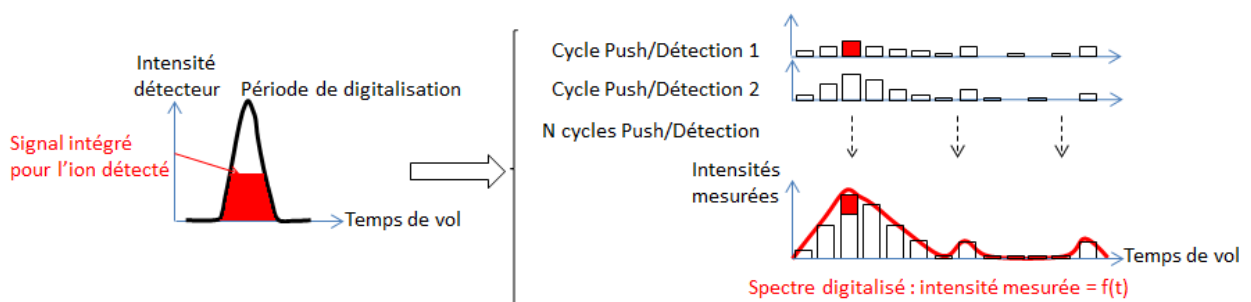 Intensité
détecteur
Période de digitalisation
Signal intégré
pour l’ion détecté
Temps de vol
Cycle Push/Détection 1
Cycle Push/Détection 2
N cycles Push/Détection
Intensités
mesurées
Temps de vol
Spectre digitalisé : intensité mesurée = f(t)